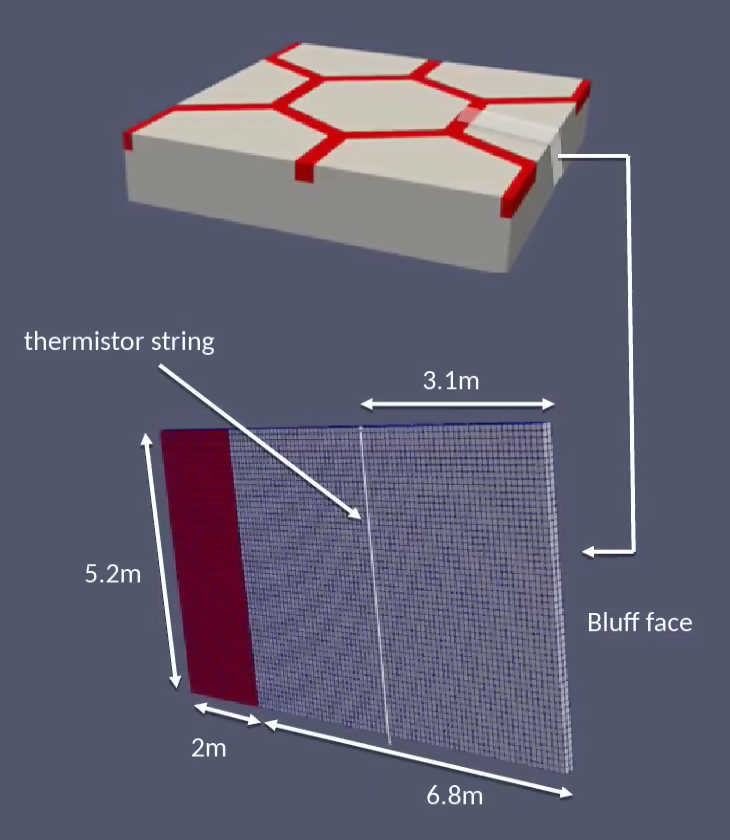 thermistor string
3.1m
5.2m
Bluff face
2m
6.8m